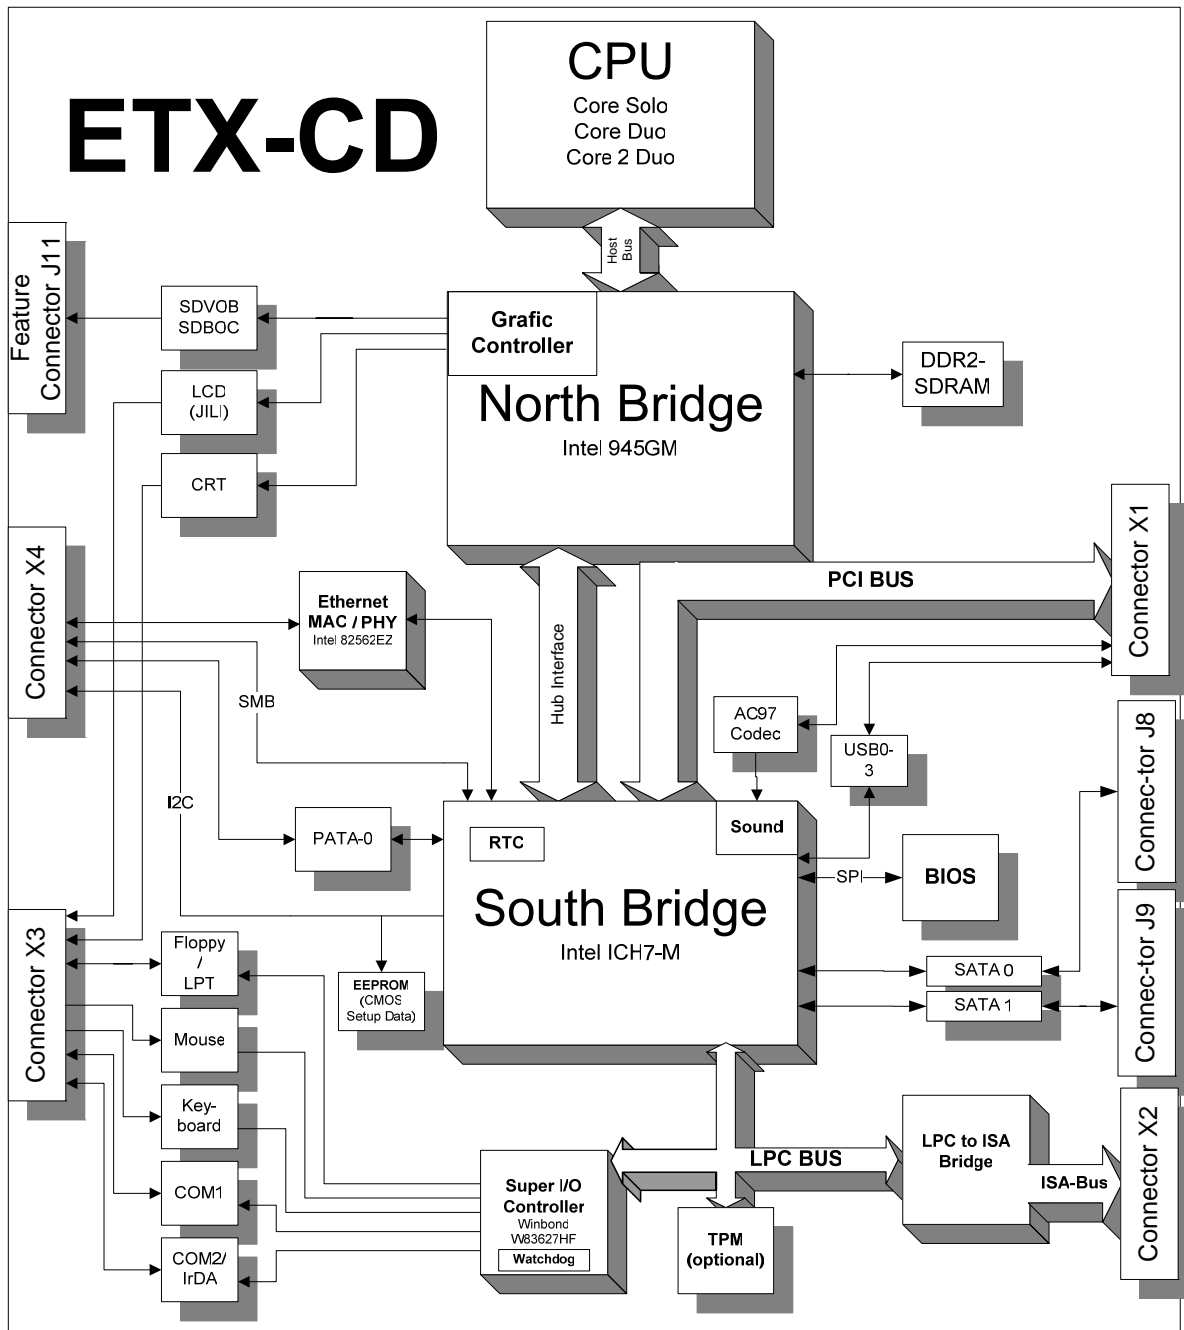 ETX-CD
CPU
Core Solo
Core Duo
Core 2 Duo
Host
Bus
Feature
Connector J11
SDVOB
SDBOC
Grafic
Controller
North Bridge
Intel 945GM
DDR2-
SDRAM
LCD
(JILI)
CRT
Connector X4
Connector X1
PCI BUS
Ethernet
MAC / PHY
Intel 82562EZ
SMB
Hub Interface
AC97
Codec
USB0-
3
Connec-tor J8
I2C
PATA-0
RTC
Sound
South Bridge
Intel ICH7-M
SPI
BIOS
Connec-tor J9
SATA 0
SATA 1
EEPROM
(CMOS
Setup Data)
Connector X3
Floppy
/
LPT
Mouse
Key-
board
COM1
COM2/
IrDA
Super I/O
Controller
Winbond
W83627HF
Watchdog
LPC BUS
TPM
(optional)
LPC to ISA
Bridge
ISA-Bus
Connector X2